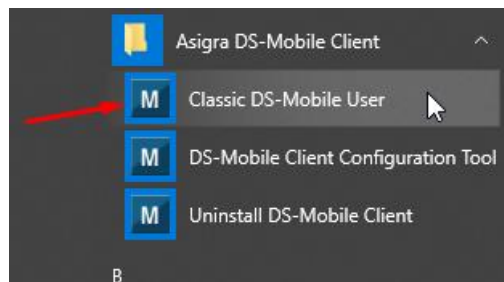 Asigra DS-Mobile Client
M Classic DS-Mobile User
M DS-Mobile Client Configuration Tool
M Uninstall DS-Mobile Client
B